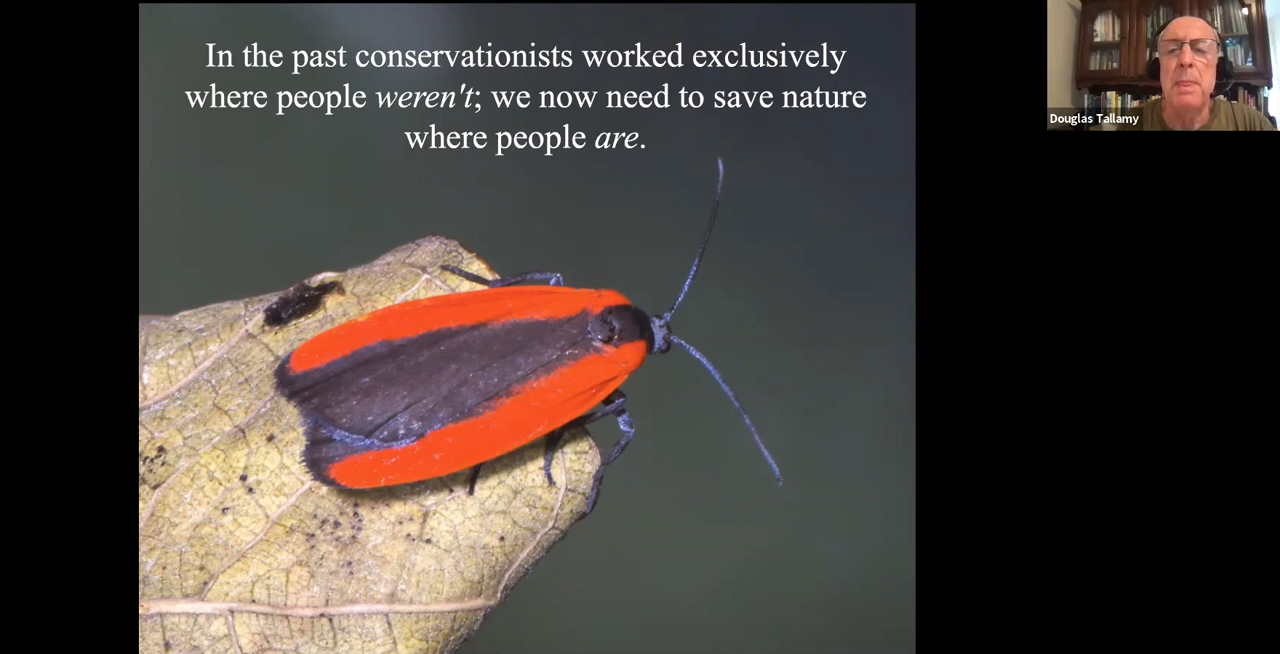 In the past conservationists worked exclusively
where people weren't; we now need to save nature
where people are.
Douglas Tallamy